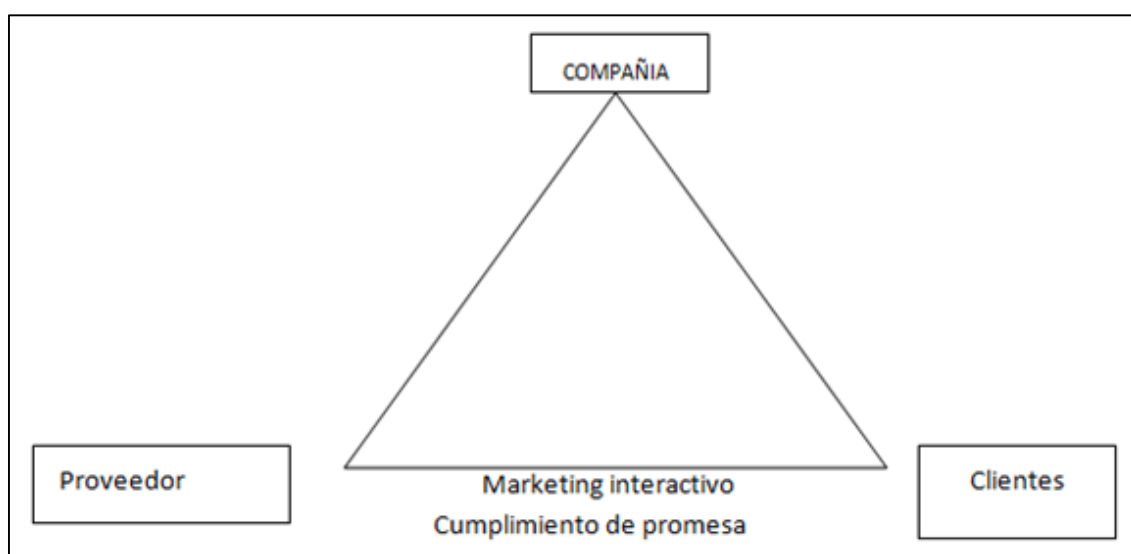 COMPAÑIA
Proveedor
Marketing interactivo
Cumplimiento de promesa
Clientes